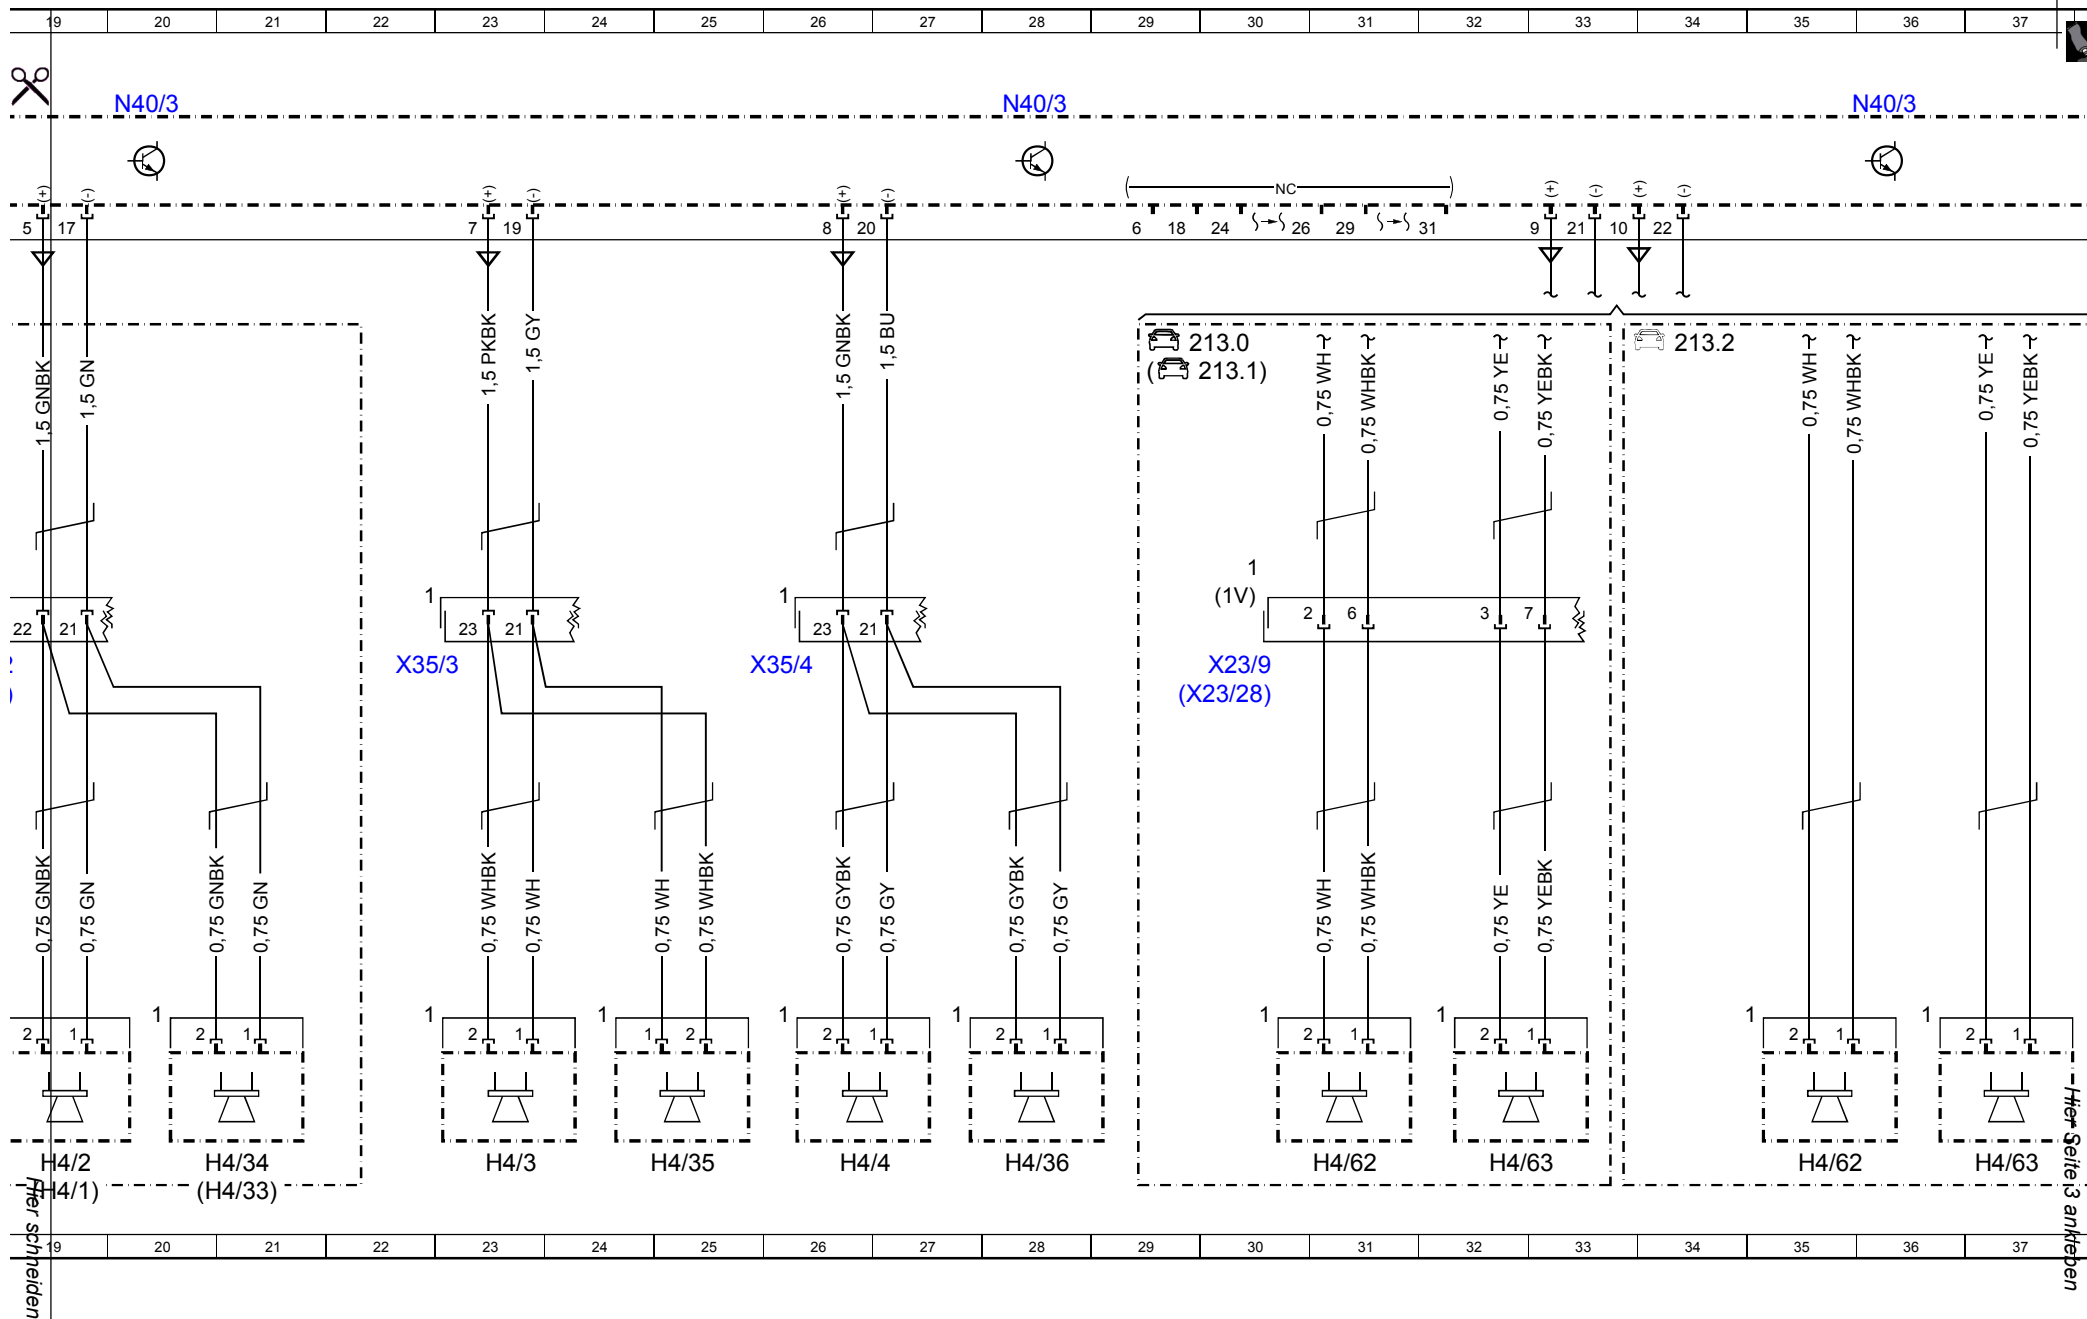 19 20 21 22 23 24 25 26 27 28 29 30 31 32 33 34 35 36 37
N40/3 N40/3 N40/3
(+) (-) (+) (-) (+) (-) NC (+) (-) (+) (-)
5 17 7 19 8 20 6 18 24 26 29 31 9 21 10 22
213.0 213.2
(213.1)
1,5 GNBK 1,5 GN 1,5 PKBK 1,5 GY 1,5 GNBK 1,5 BU 0,75 WH 0,75 WHBK 0,75 YE 0,75 YEBK 0,75 WH 0,75 WHBK 0,75 YE 0,75 YEBK
1 1 1
(1V)
22 21 23 21 23 21 2 6 3 7
X35/3 X35/4 X23/9
(X23/28)
0,75 GNBK 0,75 GN 0,75 GNBK 0,75 GN 0,75 WHBK 0,75 WH 0,75 WH 0,75 WHBK 0,75 GYBK 0,75 GY 0,75 GYBK 0,75 GY 0,75 WH 0,75 WHBK 0,75 YE 0,75 YEBK
1 1 1 1 1 1 1 1 1
2 1 2 1 2 1 1 2 2 1 2 1 2 1 2 1 2 1 2 1
H4/2 H4/34 H4/3 H4/35 H4/4 H4/36 H4/62 H4/63 H4/62 H4/63
(H4/1) (H4/33)
Hier schneiden
Hier Seite 3 ankleben
19 20 21 22 23 24 25 26 27 28 29 30 31 32 33 34 35 36 37